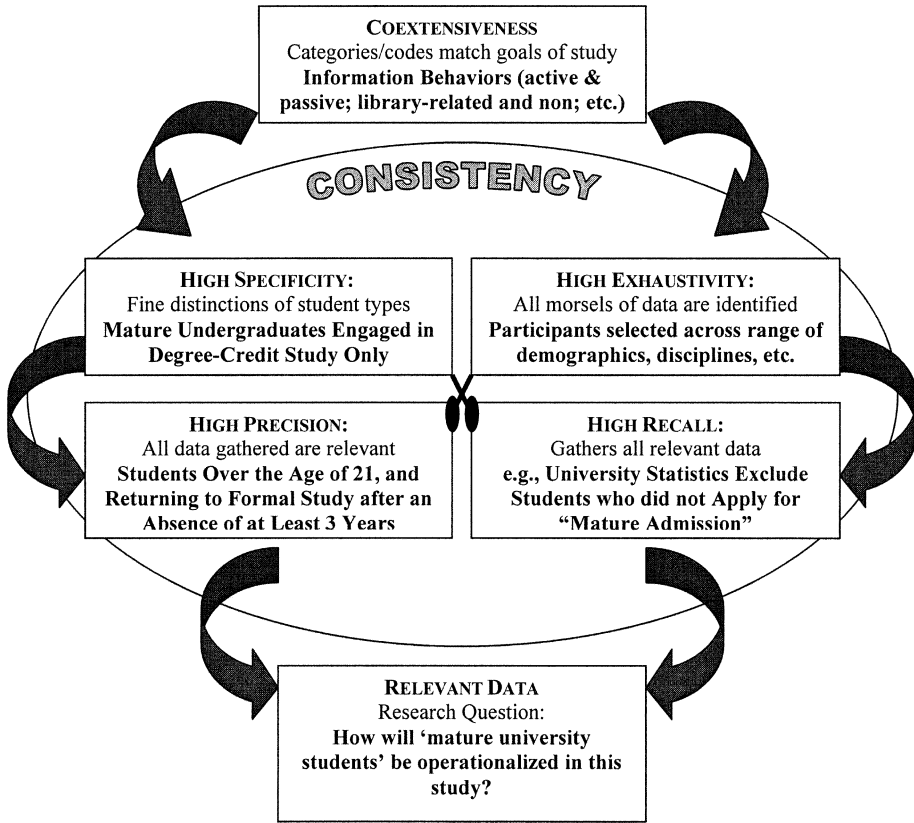 COEXTENSIVENESS
Categories/codes match goals of study
Information Behaviors (active &
passive; library-related and non; etc.)
CONSISTENCY
HIGH SPECIFICITY:
Fine distinctions of student types
Mature Undergraduates Engaged in
Degree-Credit Study Only
HIGH EXHAUSTIVITY:
All morsels of data are identified
Participants selected across range of
demographics, disciplines, etc.
HIGH PRECISION:
All data gathered are relevant
Students Over the Age of 21, and
Returning to Formal Study after an
Absence of at Least 3 Years
HIGH RECALL:
Gathers all relevant data
e.g., University Statistics Exclude
Students who did not Apply for
“Mature Admission”
RELEVANT DATA
Research Question:
How will ‘mature university
students’ be operationalized in this
study?